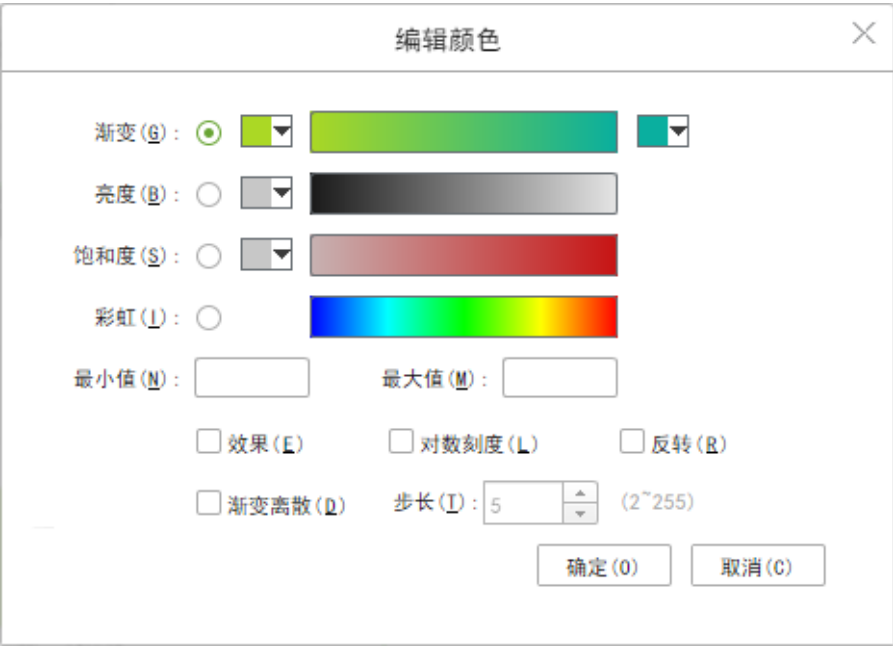 编辑颜色
渐变(G):
亮度(B):
饱和度(S):
彩虹(I):
最小值(N): 最大值(M):
效果(E) 对数刻度(L) 反转(R)
渐变离散(D) 步长(T): 5 (2~255)
确定(O) 取消(C)